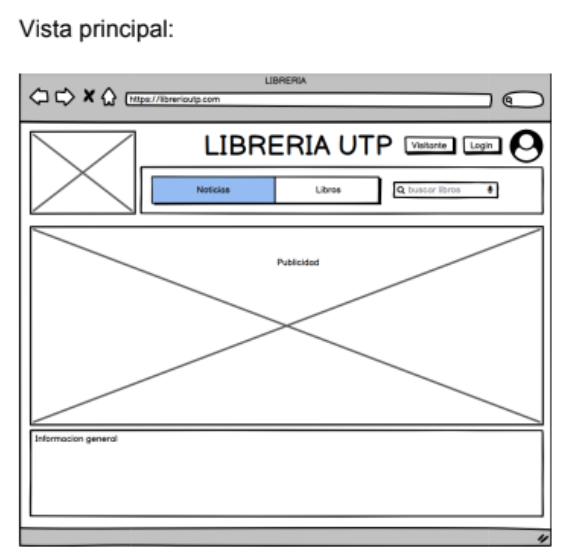 Vista principal:
LIBRERIA
https://libreriautp.com
LIBRERIA UTP
Visitante
Login
Noticias
Libros
buscar libros
Publicidad
Informacion general